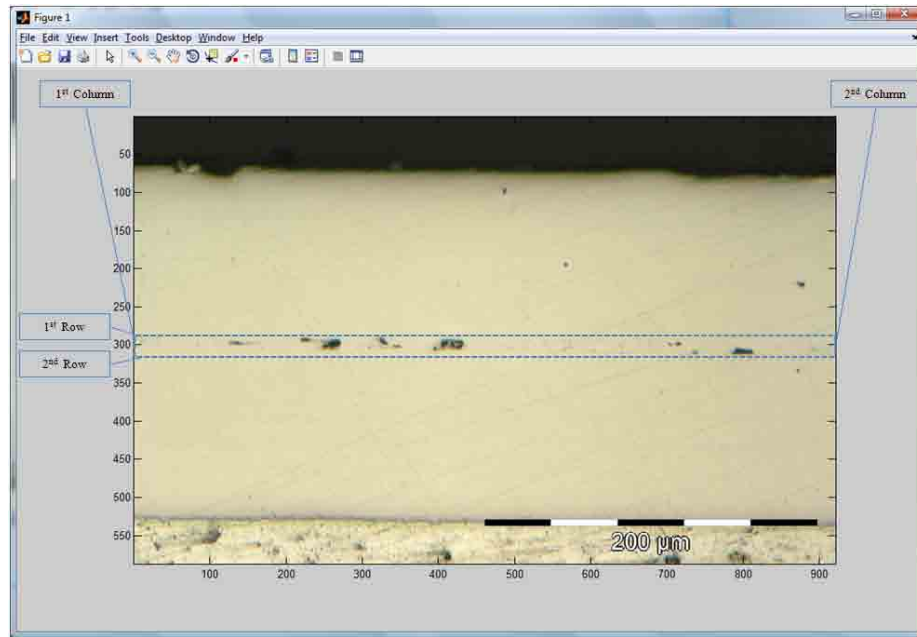 Figure 1
File Edit View Insert Tools Desktop Window Help
1st Column
2nd Column
50
100
150
200
250
1st Row
300
2nd Row
350
400
450
500
550
200 µm
100 200 300 400 500 600 700 800 900